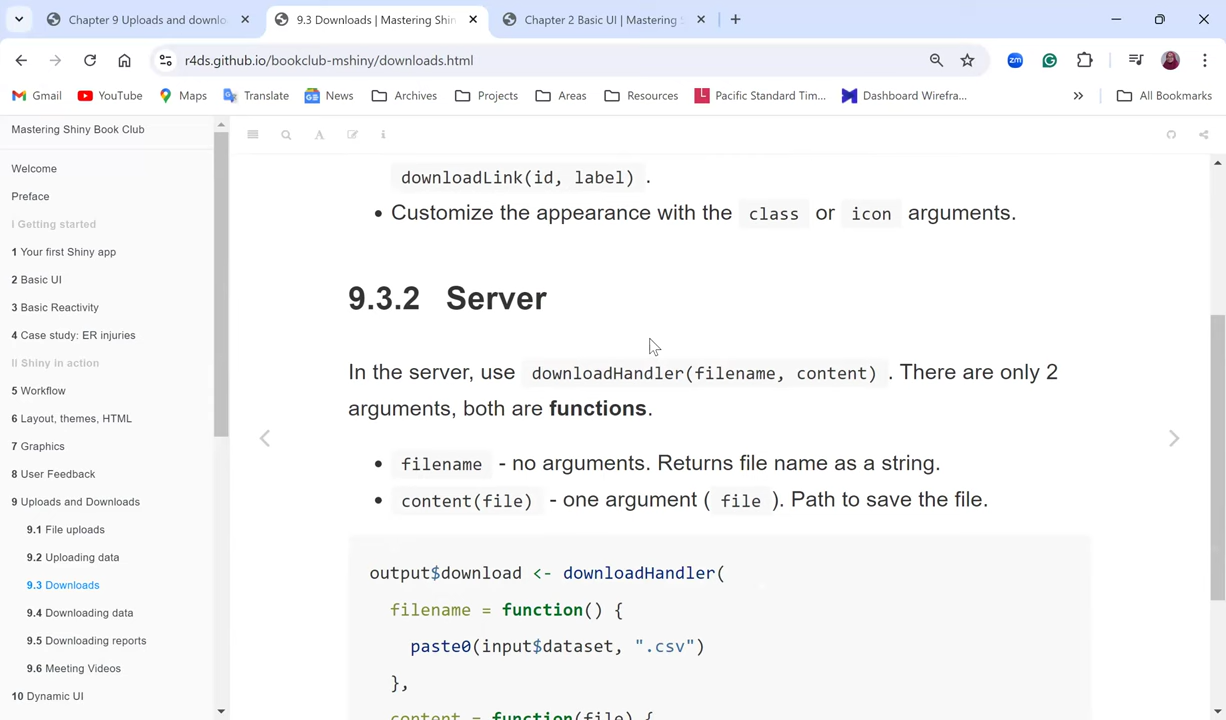 Chapter 9 Uploads and downlo
9.3 Downloads | Mastering Shin
Chapter 2 Basic UI | Mastering S
r4ds.github.io/bookclub-mshiny/downloads.html
zm
Gmail
YouTube
Maps
Translate
News
Archives
Projects
Areas
Resources
Pacific Standard Tim...
Dashboard Wirefra...
All Bookmarks
Mastering Shiny Book Club
Welcome
Preface
I Getting started
1 Your first Shiny app
2 Basic UI
3 Basic Reactivity
4 Case study: ER injuries
II Shiny in action
5 Workflow
6 Layout, themes, HTML
7 Graphics
8 User Feedback
9 Uploads and Downloads
9.1 File uploads
9.2 Uploading data
9.3 Downloads
9.4 Downloading data
9.5 Downloading reports
9.6 Meeting Videos
10 Dynamic UI
downloadLink(id, label) .
• Customize the appearance with the class or icon arguments.
9.3.2 Server
In the server, use downloadHandler(filename, content) . There are only 2
arguments, both are functions.
• filename - no arguments. Returns file name as a string.
• content(file) - one argument ( file ). Path to save the file.
output$download <- downloadHandler(
filename = function() {
paste0(input$dataset, ".csv")
},
content = function(file) {